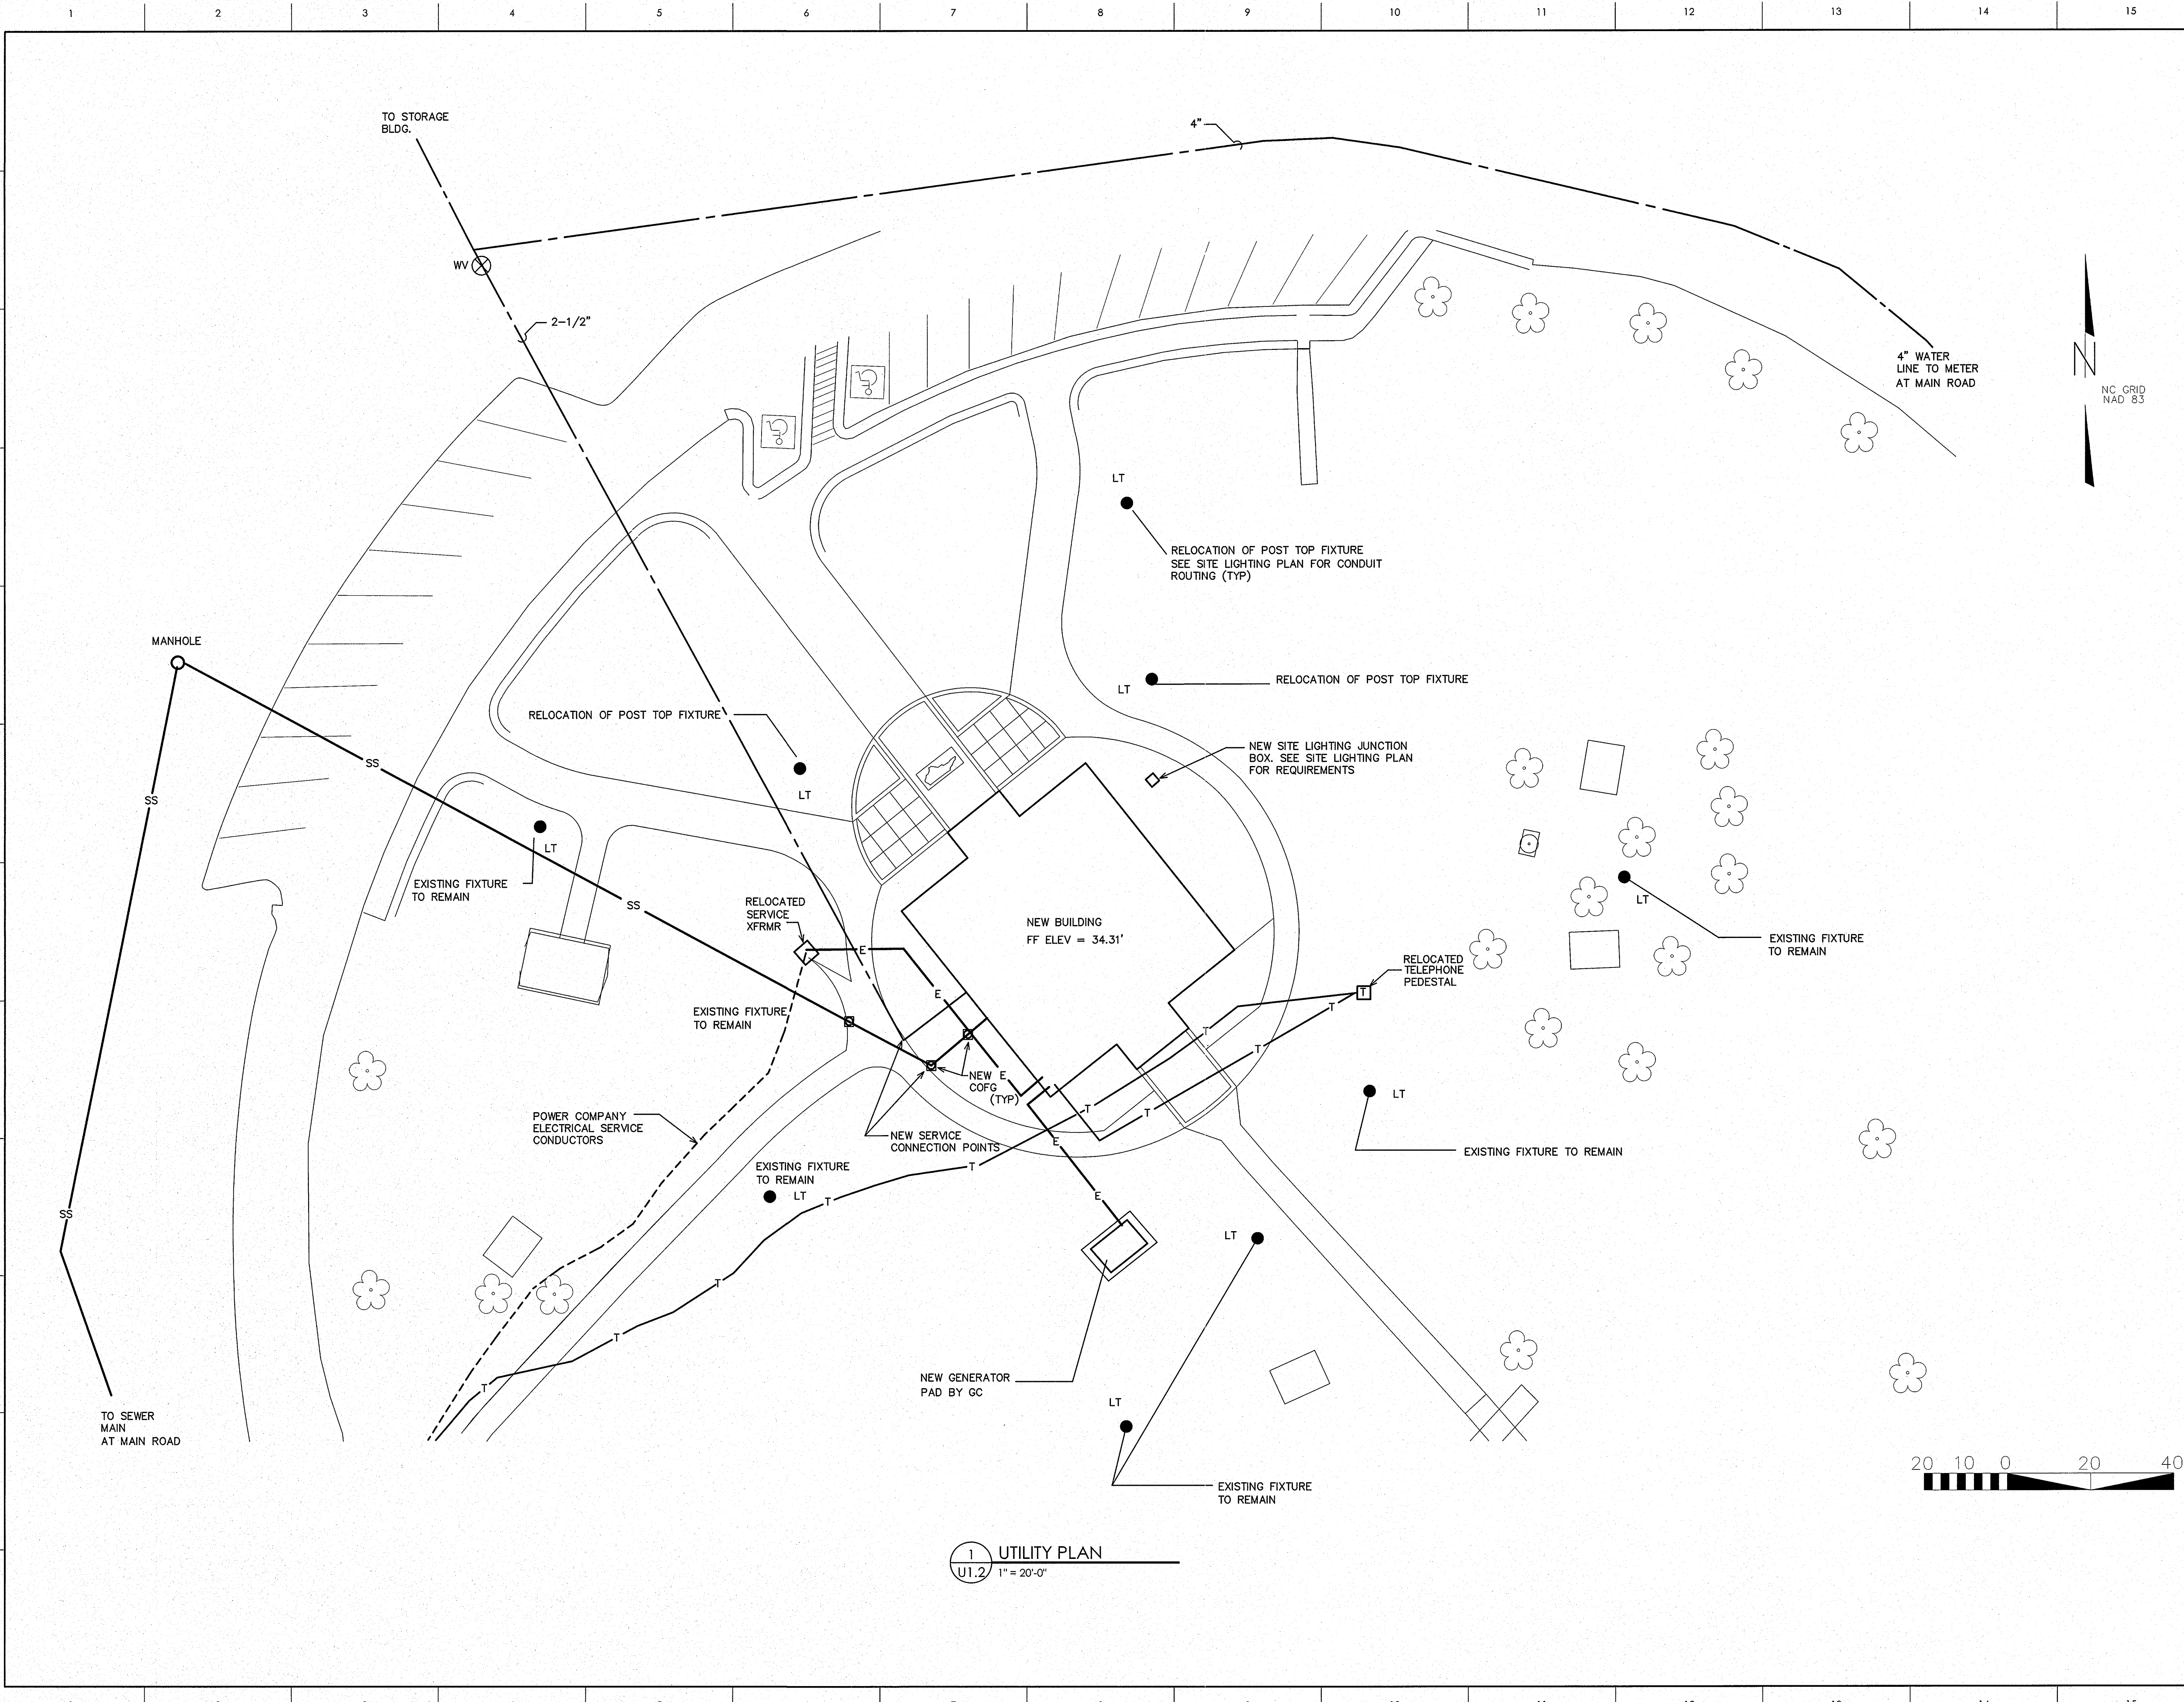 1 2 3 4 5 6 7 8 9 10 11 12 13 14 15
TO STORAGE
BLDG.
4"
WV
2-1/2"
4" WATER
LINE TO METER
AT MAIN ROAD
N
NC GRID
NAD 83
LT
RELOCATION OF POST TOP FIXTURE
SEE SITE LIGHTING PLAN FOR CONDUIT
ROUTING (TYP)
MANHOLE
LT
RELOCATION OF POST TOP FIXTURE
RELOCATION OF POST TOP FIXTURE
LT
NEW SITE LIGHTING JUNCTION
BOX. SEE SITE LIGHTING PLAN
FOR REQUIREMENTS
SS
SS
LT
EXISTING FIXTURE
TO REMAIN
SS
RELOCATED
SERVICE
XFRMR
NEW BUILDING
FF ELEV = 34.31'
LT
EXISTING FIXTURE
TO REMAIN
E
E
RELOCATED
TELEPHONE
PEDESTAL
T
T
T
T
EXISTING FIXTURE
TO REMAIN
NEW E
COFG
(TYP)
T
T
LT
POWER COMPANY
ELECTRICAL SERVICE
CONDUCTORS
NEW SERVICE
CONNECTION POINTS
E
EXISTING FIXTURE TO REMAIN
EXISTING FIXTURE
TO REMAIN
LT
T
T
E
SS
LT
T
T
T
NEW GENERATOR
PAD BY GC
LT
TO SEWER
MAIN
AT MAIN ROAD
EXISTING FIXTURE
TO REMAIN
20 10 0 20 40
1
U1.2
UTILITY PLAN
1" = 20'-0"